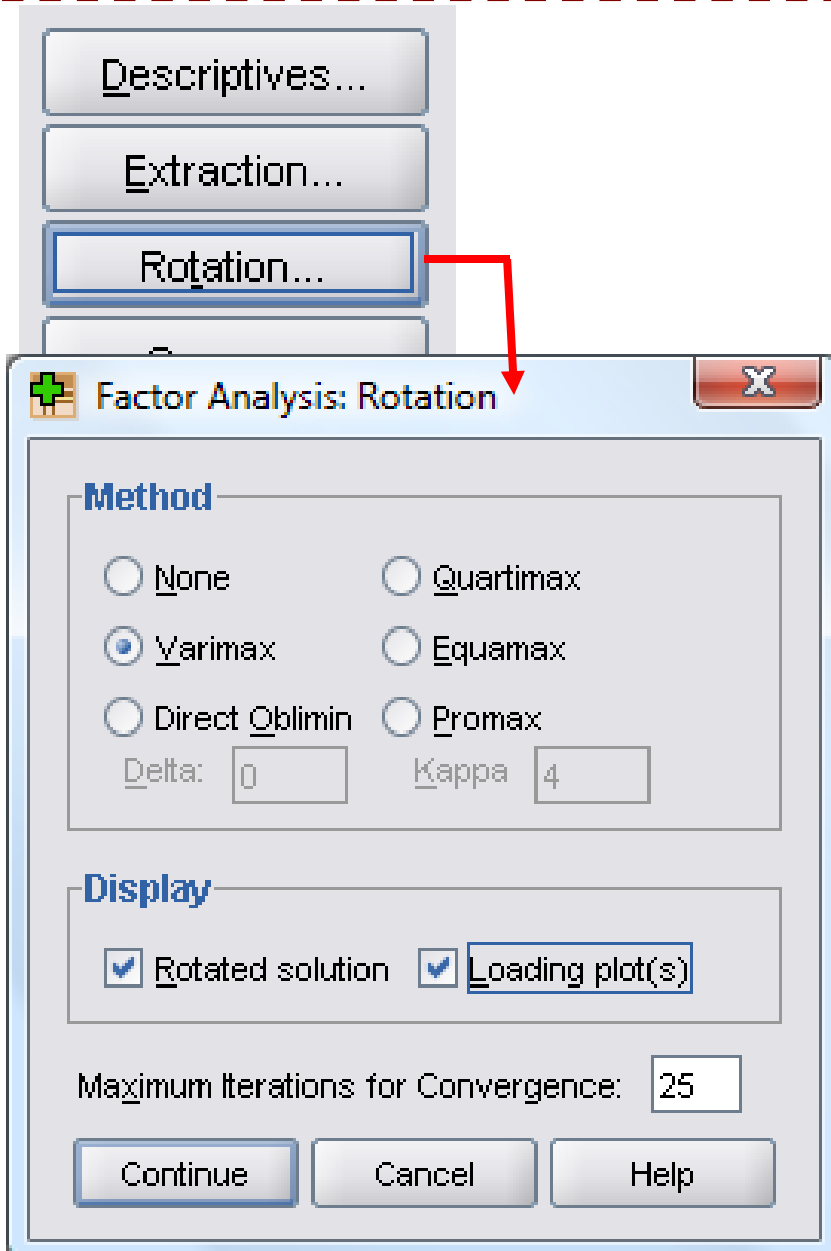 Descriptives...
Extraction...
Rotation...
Factor Analysis: Rotation
Method
None
Quartimax
Varimax
Equamax
Direct Oblimin
Promax
Delta: 0
Kappa 4
Display
Rotated solution
Loading plot(s)
Maximum Iterations for Convergence: 25
Continue
Cancel
Help